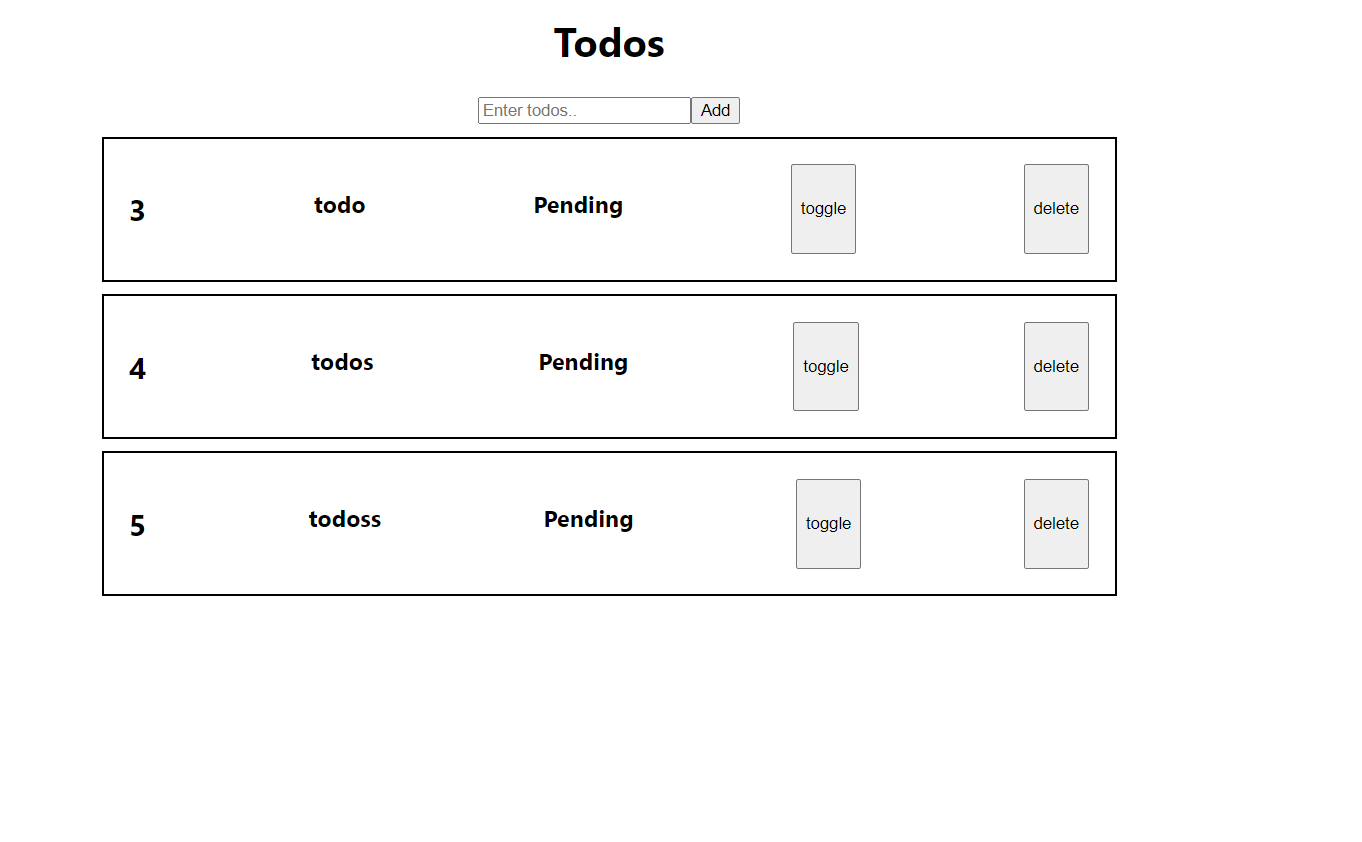 Todos
Enter todos.. Add
3 todo Pending toggle delete
4 todos Pending toggle delete
5 todoss Pending toggle delete